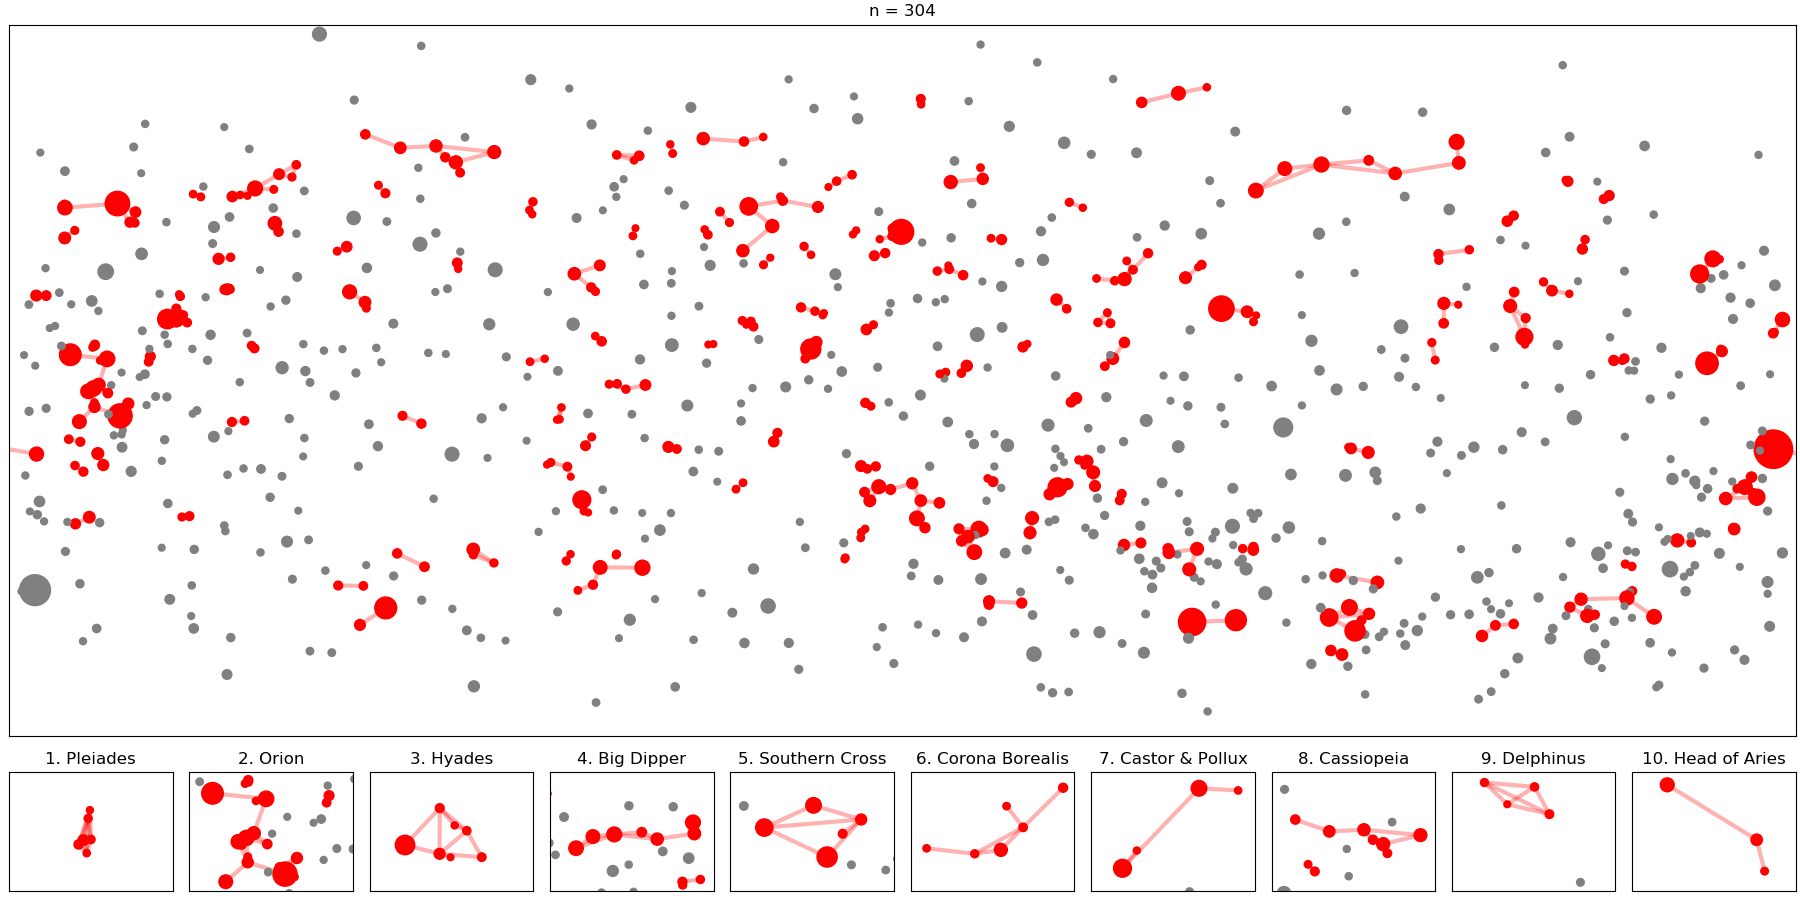 n = 304
1. Pleiades
2. Orion
3. Hyades
4. Big Dipper
5. Southern Cross
6. Corona Borealis
7. Castor & Pollux
8. Cassiopeia
9. Delphinus
10. Head of Aries